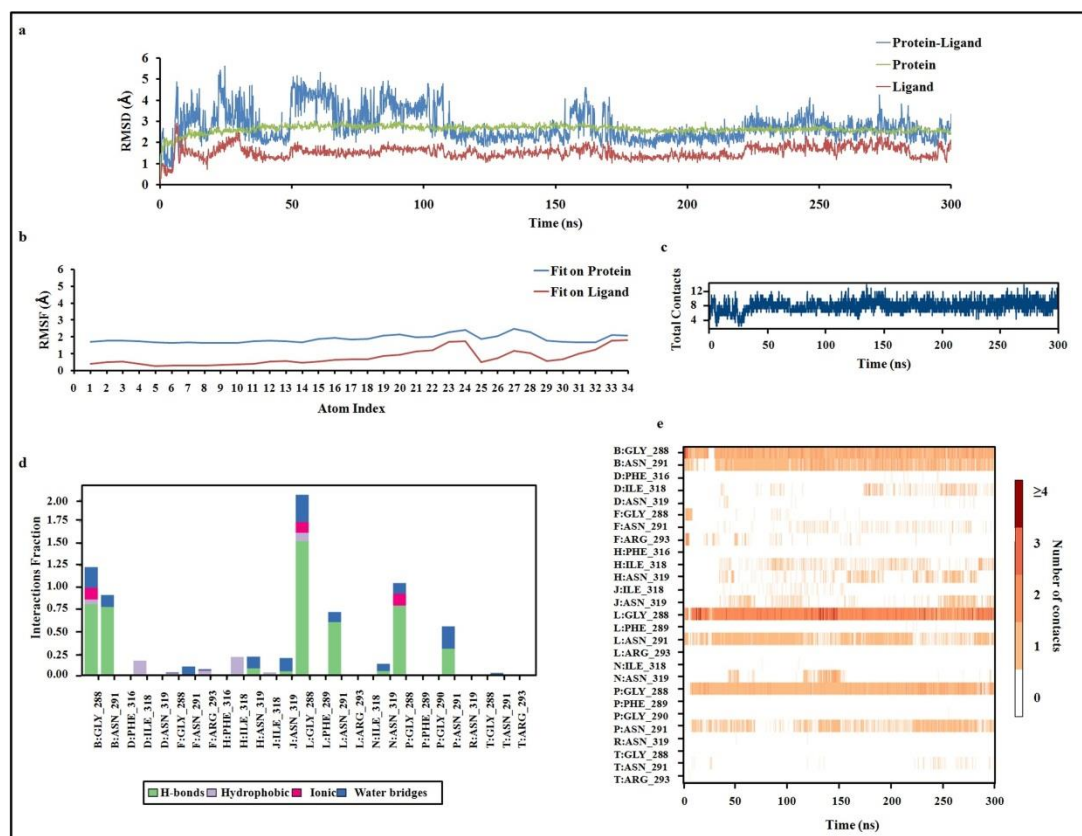 a
Protein-Ligand
Protein
Ligand
RMSD (Å)
6
5
4
3
2
1
0
0 50 100 150 200 250 300
Time (ns)
b
Fit on Protein
Fit on Ligand
RMSF (Å)
6
5
4
3
2
1
0
0 1 2 3 4 5 6 7 8 9 10 11 12 13 14 15 16 17 18 19 20 21 22 23 24 25 26 27 28 29 30 31 32 33 34
Atom Index
c
Total Contacts
12
8
4
0 50 100 150 200 250 300
Time (ns)
d
Interactions Fraction
2.00
1.75
1.50
1.00
0.75
0.50
0.25
0.00
B:GLY_288
B:ASN_291
D:PHE_316
D:ILE_318
D:ASN_319
F:GLY_288
F:ASN_291
F:ARG_293
H:PHE_316
H:ILE_318
H:ASN_319
J:ILE_318
J:ASN_319
L:GLY_288
L:PHE_289
L:ASN_291
L:ARG_293
N:ILE_318
N:ASN_319
P:GLY_288
P:PHE_289
P:GLY_290
P:ASN_291
R:ASN_319
T:GLY_288
T:ASN_291
T:ARG_293
H-bonds Hydrophobic Ionic Water bridges
e
B:GLY_288
B:ASN_291
D:PHE_316
D:ILE_318
D:ASN_319
F:GLY_288
F:ASN_291
F:ARG_293
H:PHE_316
H:ILE_318
H:ASN_319
J:ILE_318
J:ASN_319
L:GLY_288
L:PHE_289
L:ASN_291
L:ARG_293
N:ILE_318
N:ASN_319
P:GLY_288
P:PHE_289
P:GLY_290
P:ASN_291
R:ASN_319
T:GLY_288
T:ASN_291
T:ARG_293
0 50 100 150 200 250 300
Time (ns)
≥4
3
2
1
0
Number of contacts